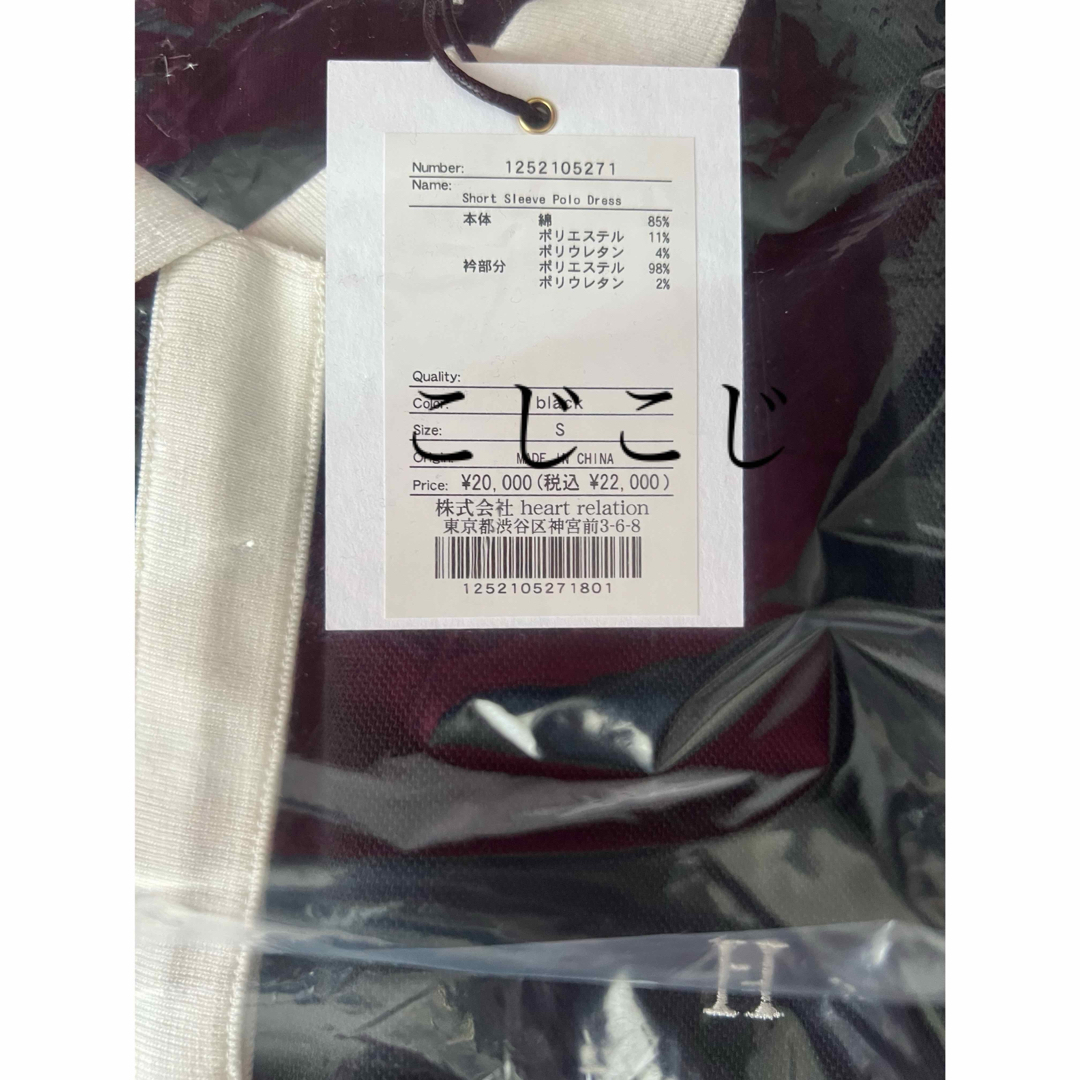 Number: 1252105271
Name:
Short Sleeve Polo Dress
本体 綿 85%
ポリエステル 11%
ポリウレタン 4%
衿部分 ポリエステル 98%
ポリウレタン 2%
Quality:
Color: black
こじこじ
Size: S
Origin: MADE IN CHINA
Price: ¥20,000(税込 ¥22,000)
株式会社 heart relation
東京都渋谷区神宮前3-6-8
1252105271801
H